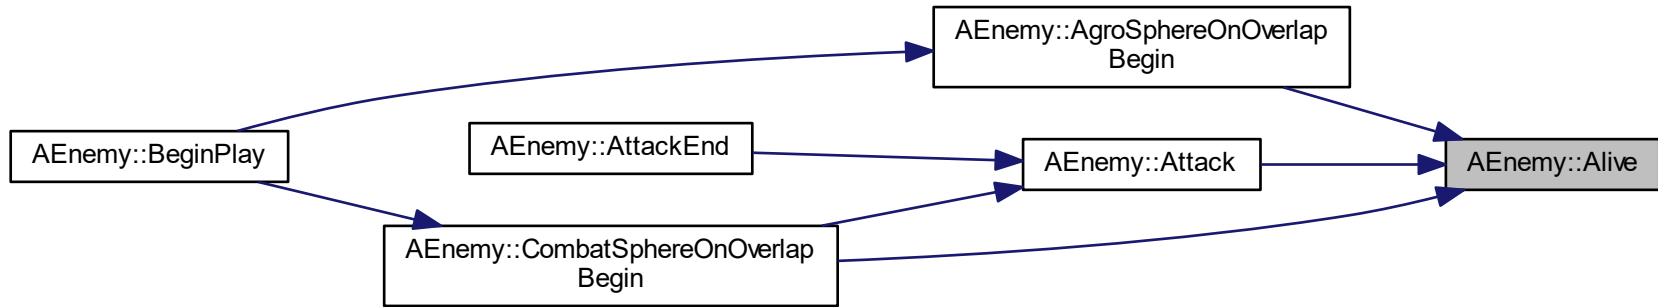 AEnemy::AgroSphereOnOverlap
Begin
AEnemy::BeginPlay
AEnemy::AttackEnd
AEnemy::Attack
AEnemy::Alive
AEnemy::CombatSphereOnOverlap
Begin